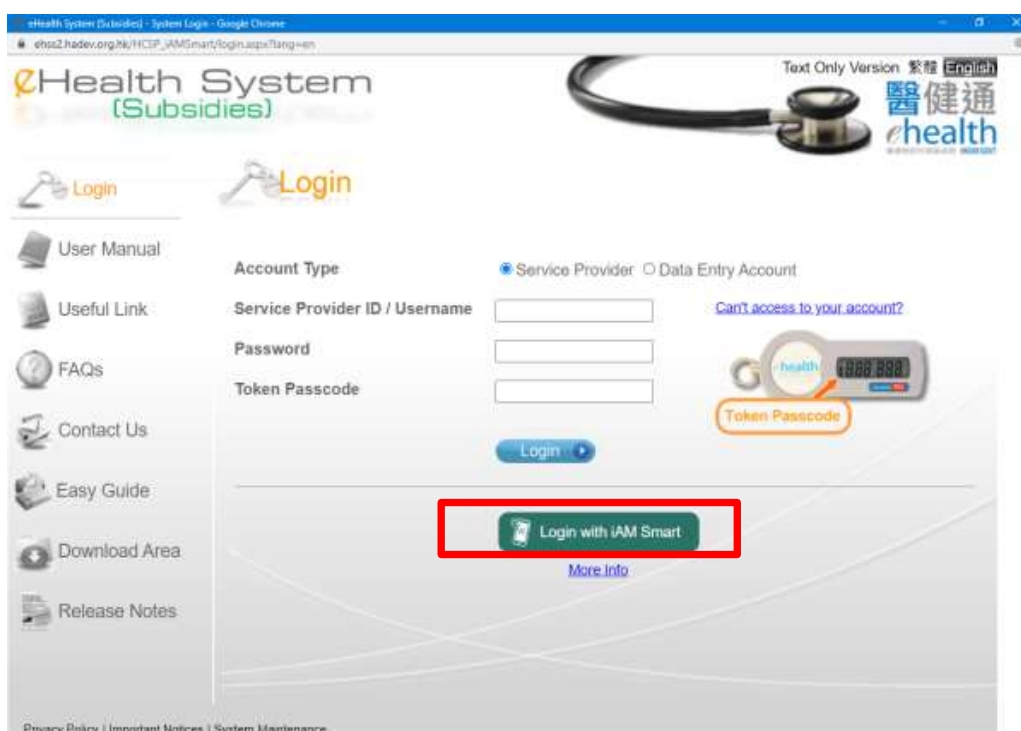 eHealth System (Subsidies) - System Login - Google Chrome
ehss2.hadev.org.hk/HCSP_iAMSmart/login.aspx?lang=en
eHealth System
(Subsidies)
Text Only Version 繁體 English
醫健通
ehealth
Login
Login
User Manual
Useful Link
FAQs
Contact Us
Easy Guide
Download Area
Release Notes
Account Type
Service Provider Data Entry Account
Service Provider ID / Username
Can't access to your account?
Password
Token Passcode
ehealth
888 888
Token Passcode
Login
Login with iAM Smart
More Info
Privacy Policy | Important Notices | System Maintenance